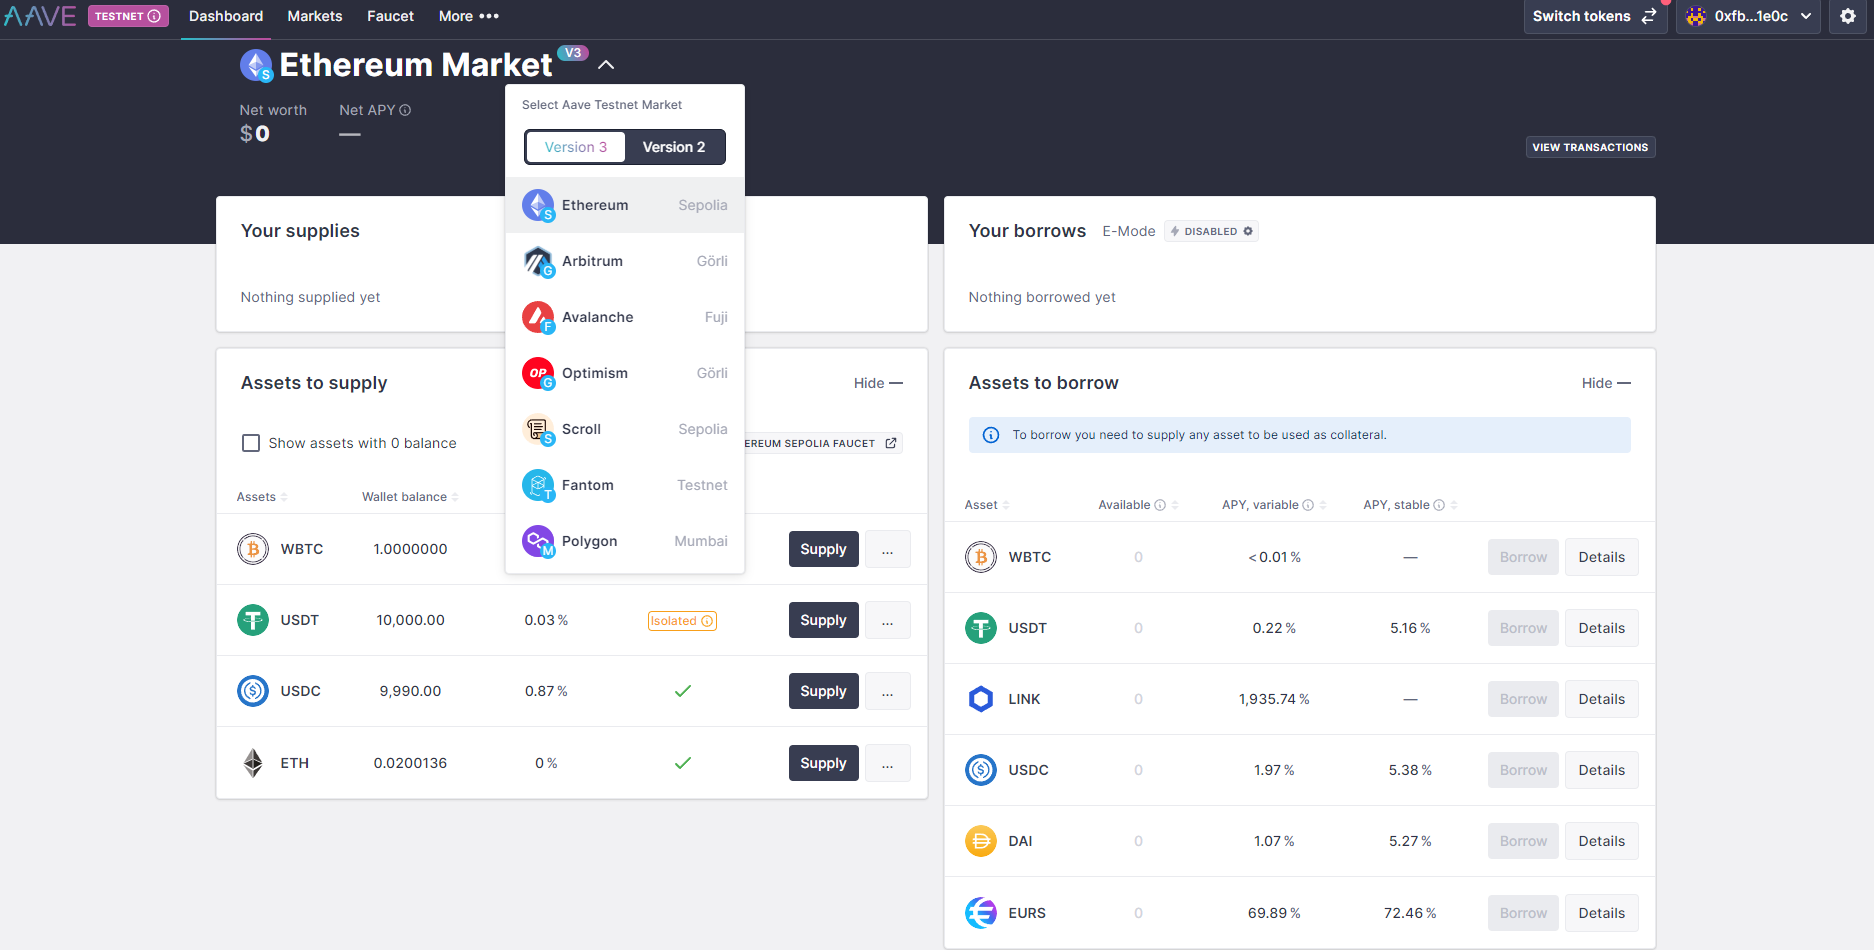 AAVE TESTNET Dashboard Markets Faucet More ••• Switch tokens 0xfb...1e0c
Ethereum Market V3
Net worth Net APY
$0 —
VIEW TRANSACTIONS
Select Aave Testnet Market
Version 3 Version 2
Ethereum Sepolia
Arbitrum Görli
Avalanche Fuji
Optimism Görli
Scroll Sepolia
Fantom Testnet
Polygon Mumbai
Your supplies
Nothing supplied yet
Your borrows E-Mode DISABLED
Nothing borrowed yet
Assets to supply Hide —
Show assets with 0 balance EREUM SEPOLIA FAUCET
Assets Wallet balance
WBTC 1.0000000 Supply ...
USDT 10,000.00 0.03 % Isolated Supply ...
USDC 9,990.00 0.87 % Supply ...
ETH 0.0200136 0 % Supply ...
Assets to borrow Hide —
To borrow you need to supply any asset to be used as collateral.
Asset Available APY, variable APY, stable
WBTC 0 <0.01 % — Borrow Details
USDT 0 0.22 % 5.16 % Borrow Details
LINK 0 1,935.74 % — Borrow Details
USDC 0 1.97 % 5.38 % Borrow Details
DAI 0 1.07 % 5.27 % Borrow Details
EURS 0 69.89 % 72.46 % Borrow Details